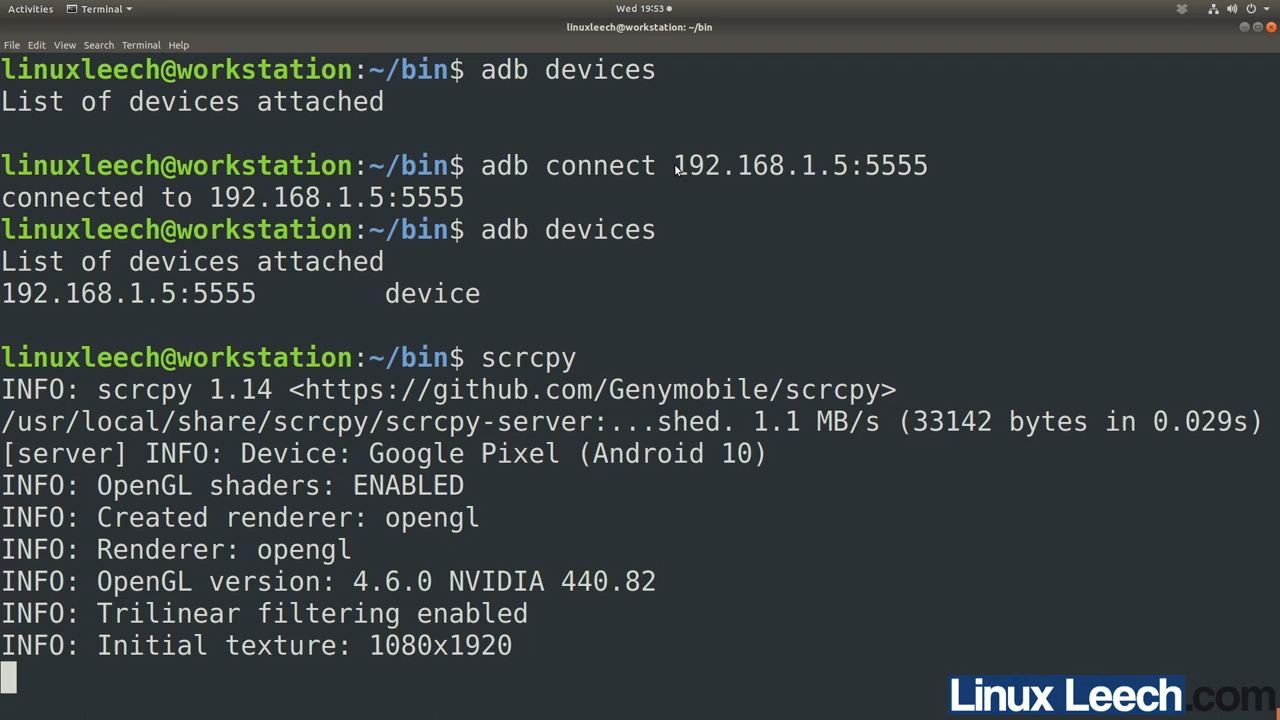 Activities Terminal Wed 19:53
linuxleech@workstation: ~/bin
File Edit View Search Terminal Help
linuxleech@workstation:~/bin$ adb devices
List of devices attached
linuxleech@workstation:~/bin$ adb connect 192.168.1.5:5555
connected to 192.168.1.5:5555
linuxleech@workstation:~/bin$ adb devices
List of devices attached
192.168.1.5:5555 device
linuxleech@workstation:~/bin$ scrcpy
INFO: scrcpy 1.14 <https://github.com/Genymobile/scrcpy>
/usr/local/share/scrcpy/scrcpy-server:...shed. 1.1 MB/s (33142 bytes in 0.029s)
[server] INFO: Device: Google Pixel (Android 10)
INFO: OpenGL shaders: ENABLED
INFO: Created renderer: opengl
INFO: Renderer: opengl
INFO: OpenGL version: 4.6.0 NVIDIA 440.82
INFO: Trilinear filtering enabled
INFO: Initial texture: 1080x1920
Linux Leech.com